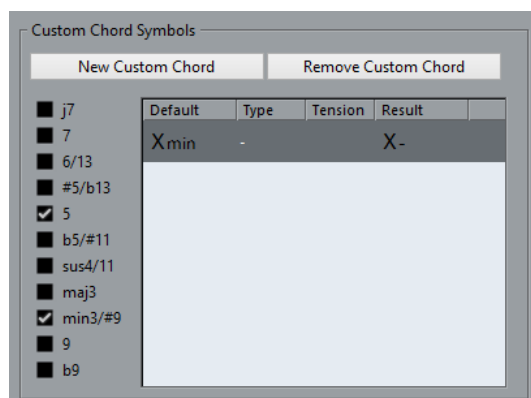 Custom Chord Symbols
New Custom Chord Remove Custom Chord
j7
7
6/13
#5/b13
5
b5/#11
sus4/11
maj3
min3/#9
9
b9
Default Type Tension Result
Xmin - X-